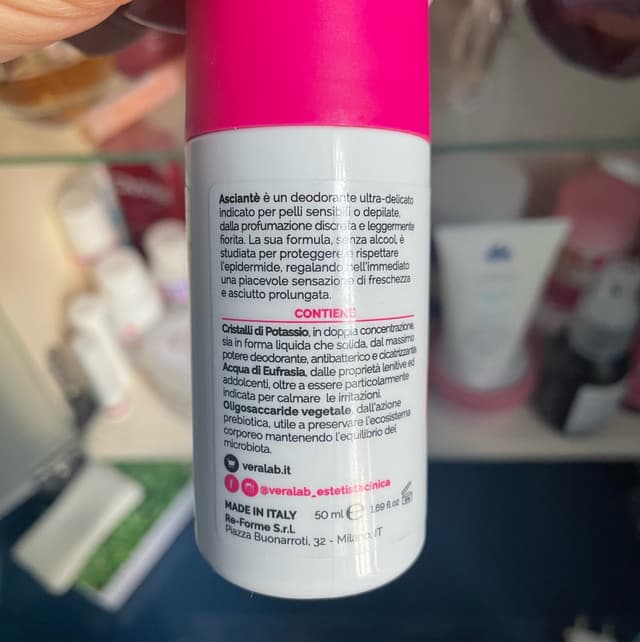 Asciantè è un deodorante ultra-delicato
indicato per pelli sensibili o depilate,
dalla profumazione discreta e leggermente
fiorita. La sua formula, senza alcool, è
studiata per proteggere e rispettare
l'epidermide, regalando nell'immediato
una piacevole sensazione di freschezza
e asciutto prolungata.
CONTIENE
Cristalli di Potassio, in doppia concentrazione,
sia in forma liquida che solida, dal massimo
potere deodorante, antibatterico e cicatrizzante.
Acqua di Eufrasia, dalle proprietà lenitive ed
addolcenti, oltre a essere particolarmente
indicata per calmare le irritazioni.
Oligosaccaride vegetale, dall'azione
prebiotica, utile a preservare l'ecosistema
corporeo mantenendo l'equilibrio del
microbiota.
veralab.it
@veralab_estetistacinica
MADE IN ITALY 50 ml e 1.69 fl oz
Re-Forme S.r.L
Piazza Buonarroti, 32 - Milano, IT